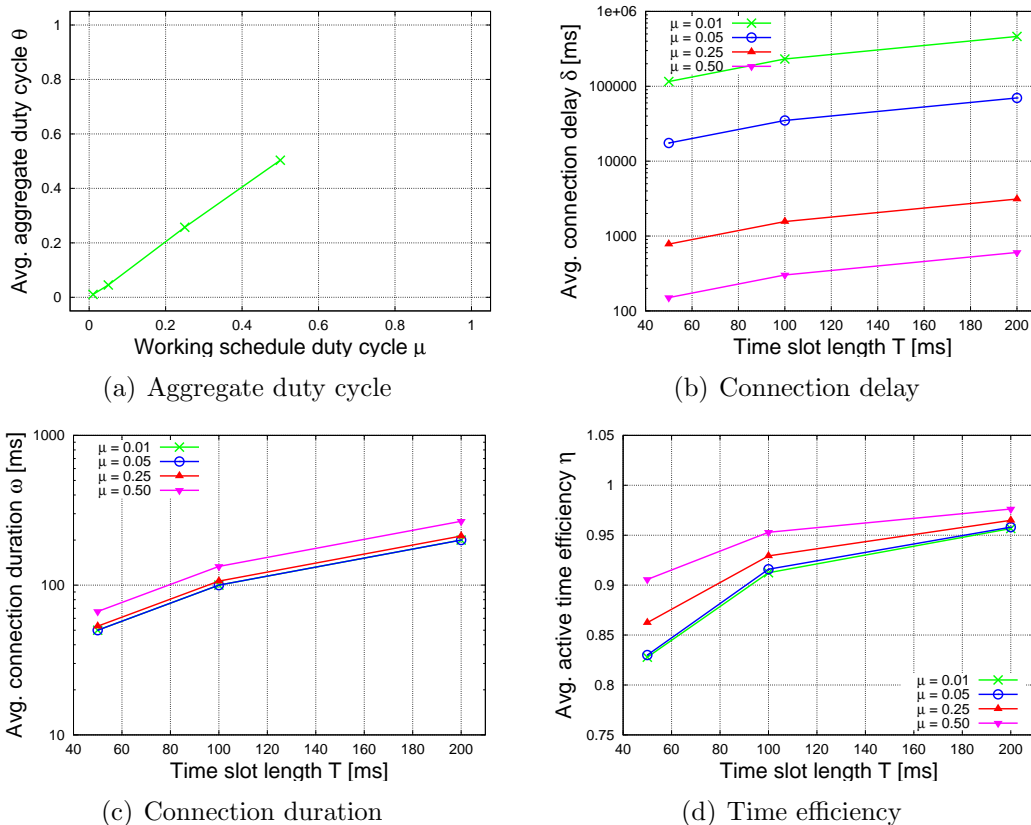 Avg. aggregate duty cycle θ
1
0.8
0.6
0.4
0.2
0
0 0.2 0.4 0.6 0.8 1
Working schedule duty cycle μ
(a) Aggregate duty cycle
Avg. connection delay δ [ms]
1e+06
100000
10000
1000
100
μ = 0.01
μ = 0.05
μ = 0.25
μ = 0.50
40 60 80 100 120 140 160 180 200
Time slot length T [ms]
(b) Connection delay
Avg. connection duration ω [ms]
1000
100
10
μ = 0.01
μ = 0.05
μ = 0.25
μ = 0.50
40 60 80 100 120 140 160 180 200
Time slot length T [ms]
(c) Connection duration
Avg. active time efficiency η
1.05
1
0.95
0.9
0.85
0.8
0.75
μ = 0.01
μ = 0.05
μ = 0.25
μ = 0.50
40 60 80 100 120 140 160 180 200
Time slot length T [ms]
(d) Time efficiency